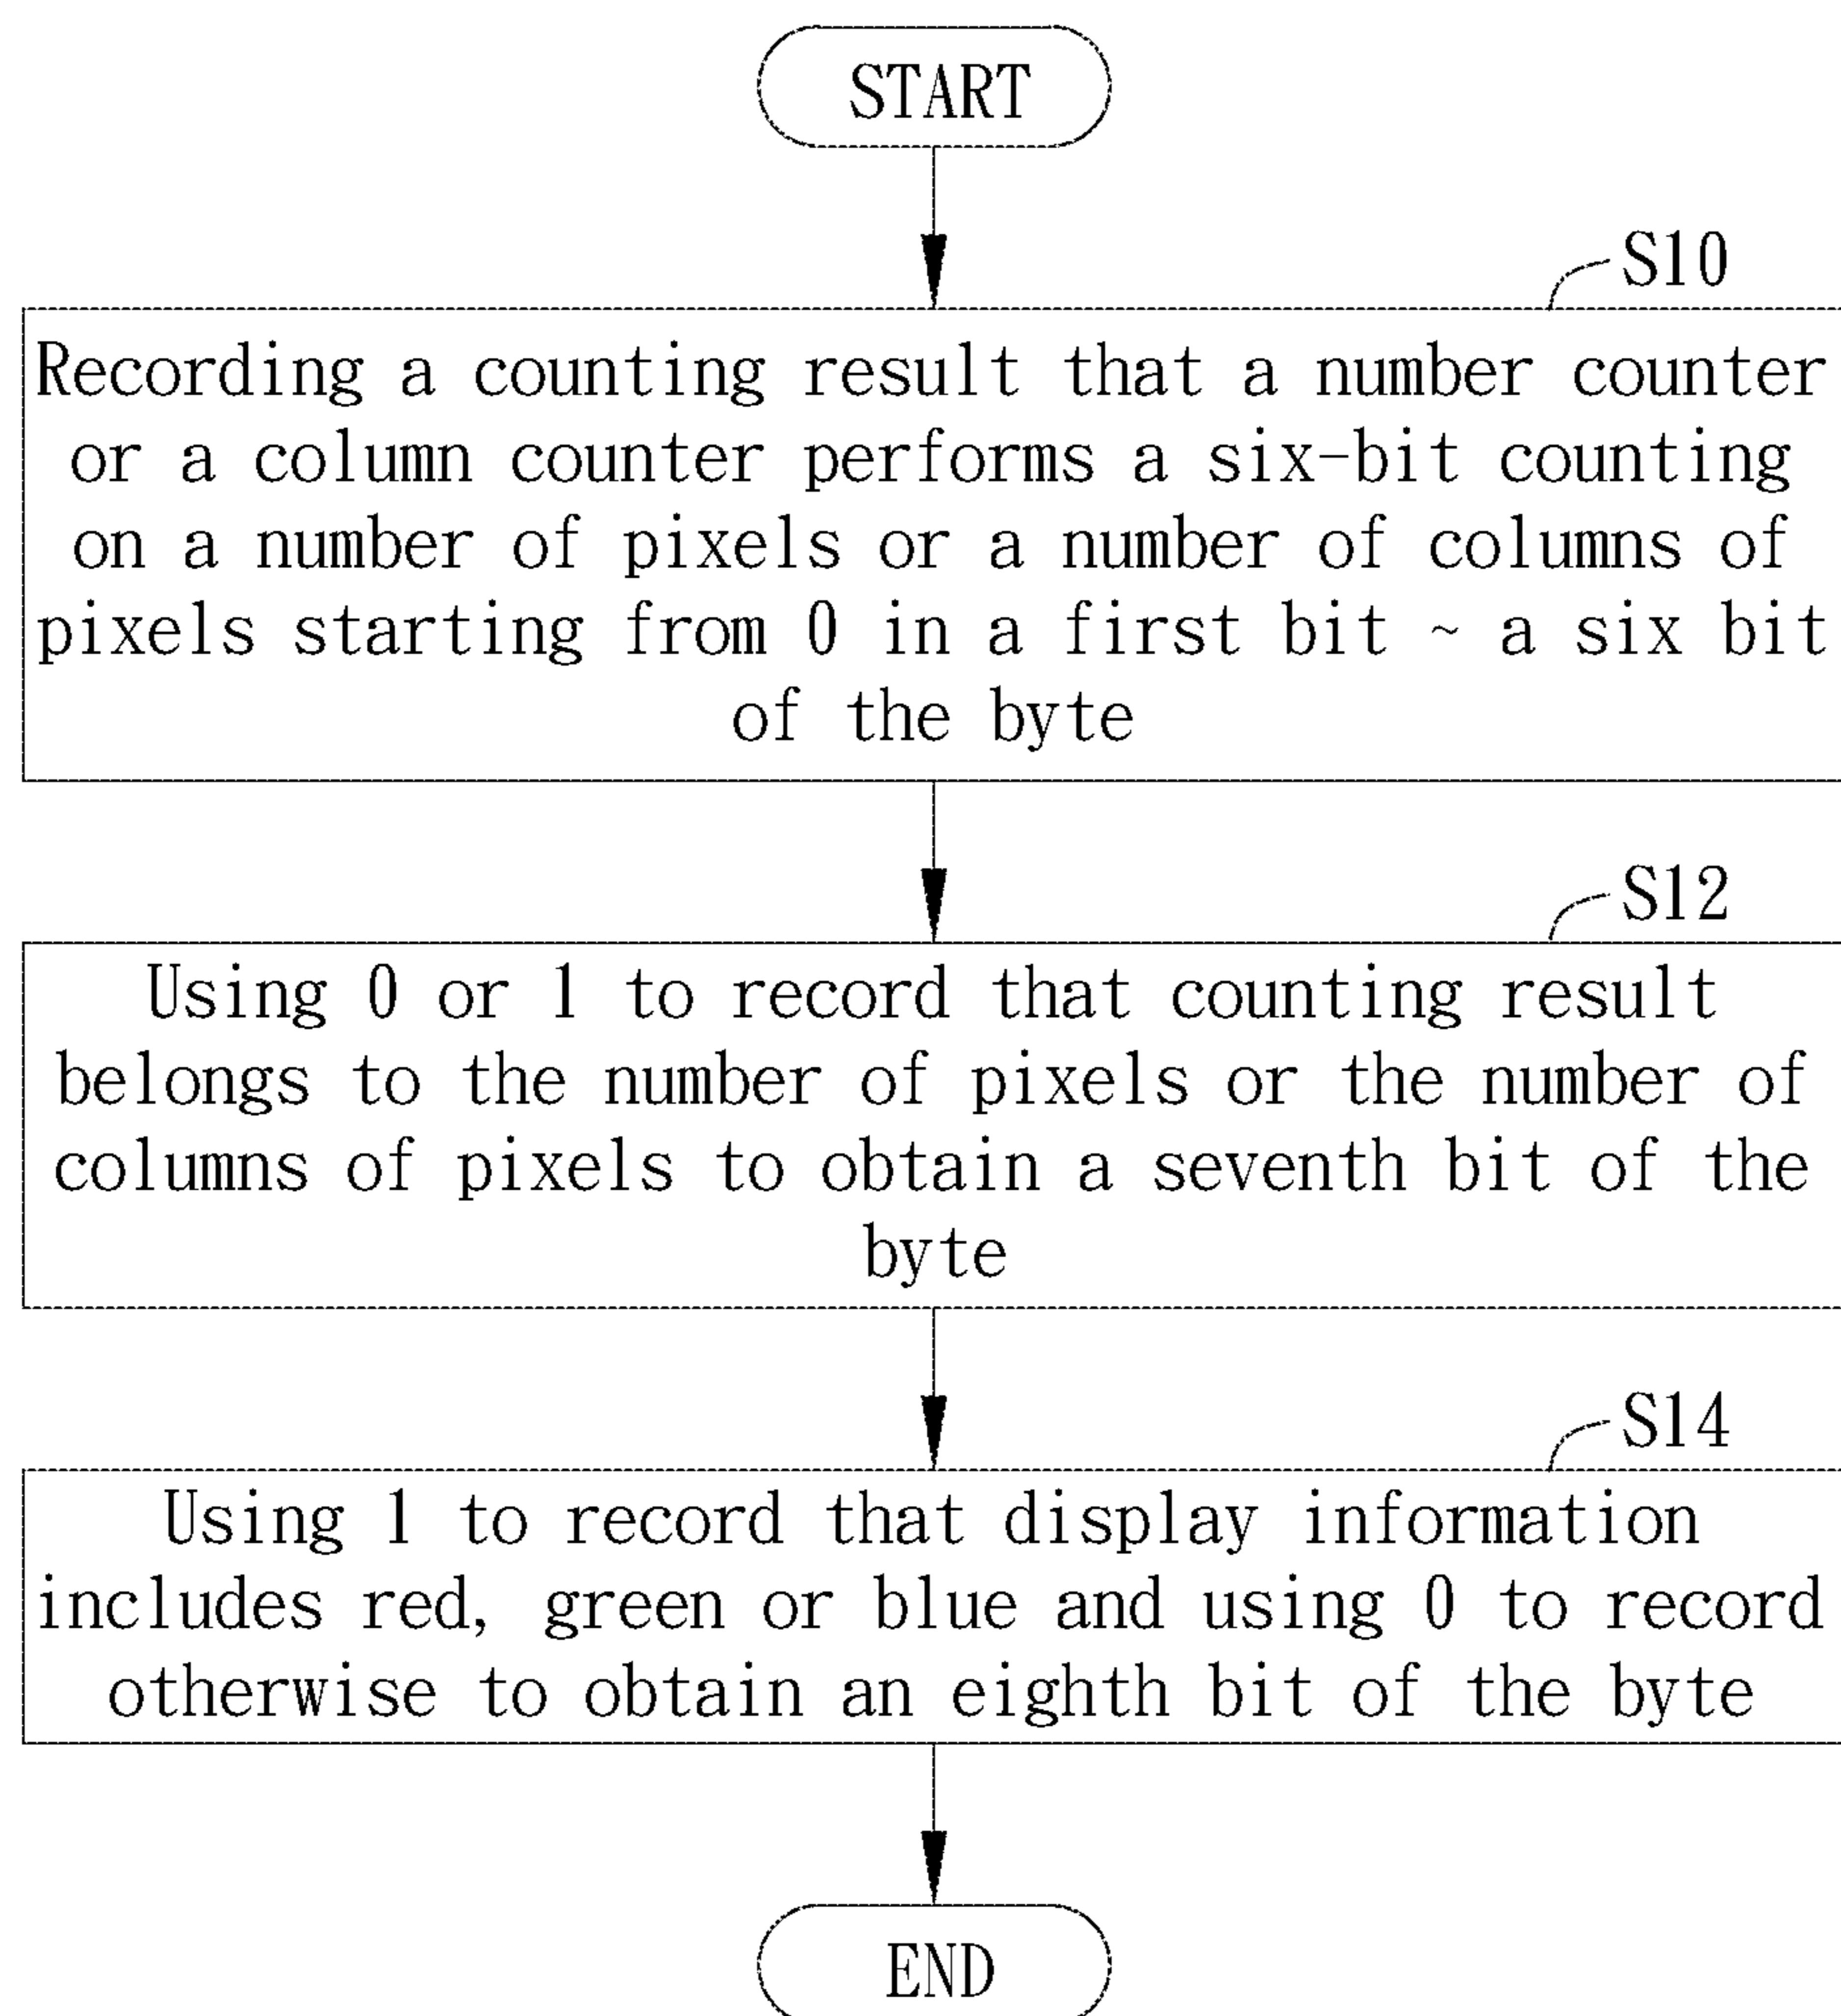 START
S10
Recording a counting result that a number counter
or a column counter performs a six-bit counting
on a number of pixels or a number of columns of
pixels starting from 0 in a first bit ~ a six bit
of the byte
S12
Using 0 or 1 to record that counting result
belongs to the number of pixels or the number of
columns of pixels to obtain a seventh bit of the
byte
S14
Using 1 to record that display information
includes red, green or blue and using 0 to record
otherwise to obtain an eighth bit of the byte
END